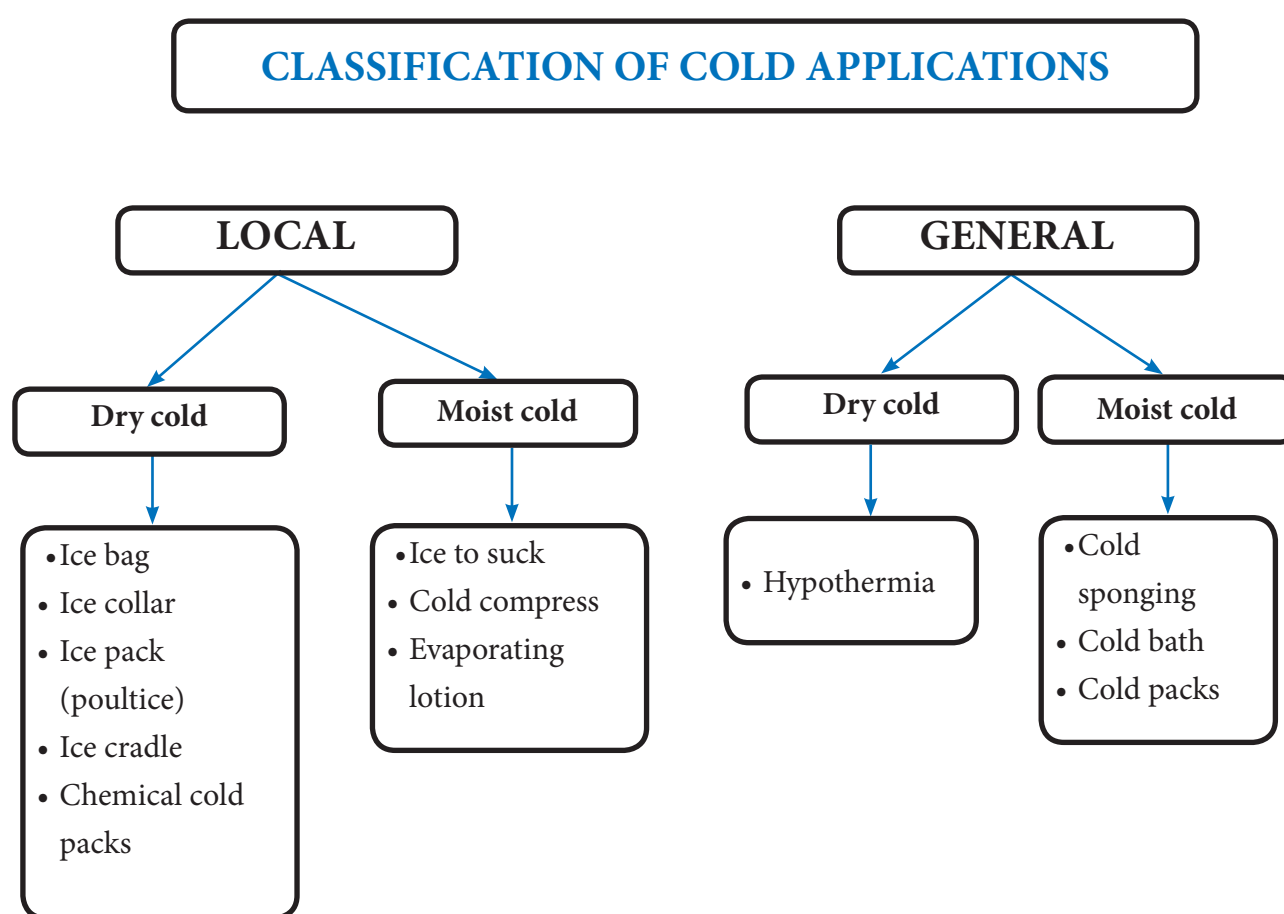 CLASSIFICATION OF COLD APPLICATIONS
LOCAL
GENERAL
Dry cold
Moist cold
Dry cold
Moist cold
•Ice bag
• Ice collar
• Ice pack
(poultice)
• Ice cradle
• Chemical cold
packs
•Ice to suck
• Cold compress
• Evaporating
lotion
• Hypothermia
•Cold
sponging
• Cold bath
• Cold packs